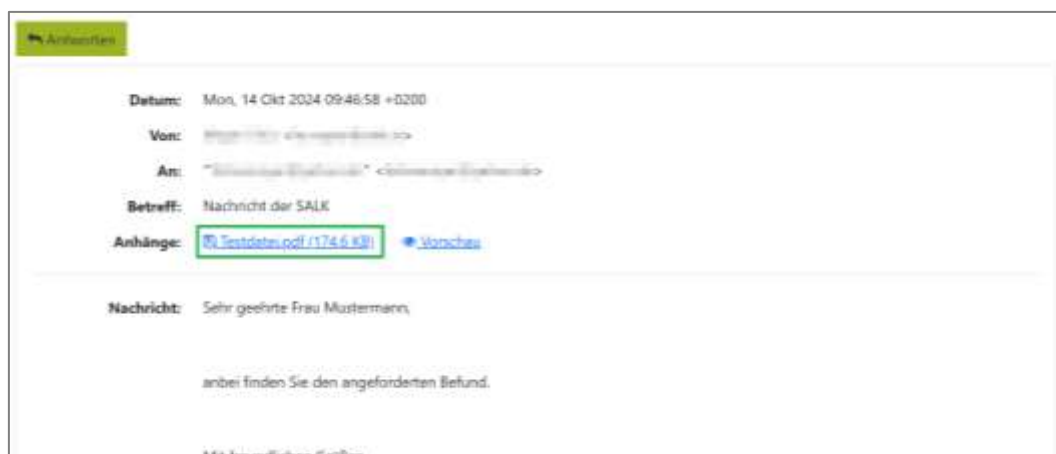 Antworten
Datum: Mon, 14 Okt 2024 09:46:58 +0200
Von:
An:
Betreff: Nachricht der SALK
Anhänge: Testdatei.pdf (174,6 KB) Vorschau
Nachricht: Sehr geehrte Frau Mustermann,
anbei finden Sie den angeforderten Befund.